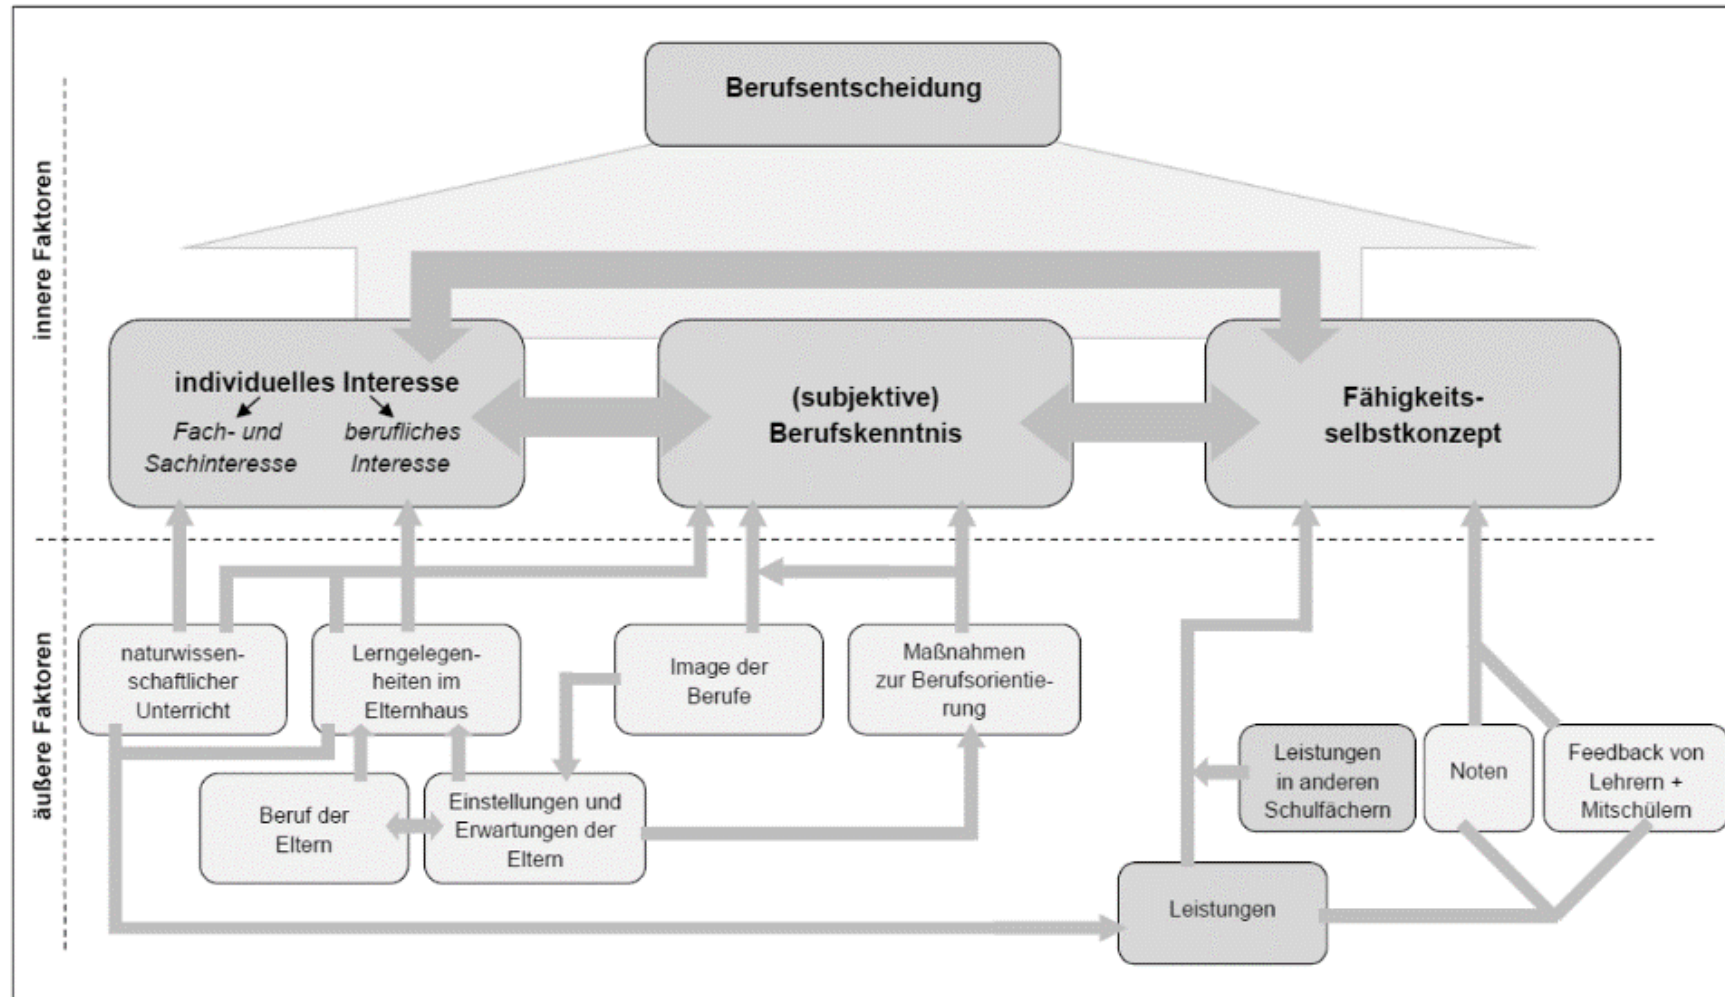 Berufsentscheidung
innere Faktoren
individuelles Interesse
Fach- und
Sachinteresse
berufliches
Interesse
(subjektive)
Berufskenntnis
Fähigkeits-
selbstkonzept
äußere Faktoren
naturwissen-
schaftlicher
Unterricht
Lerngelegen-
heiten im
Elternhaus
Image der
Berufe
Maßnahmen
zur Berufsorientie-
rung
Leistungen
in anderen
Schulfächern
Noten
Feedback von
Lehrern +
Mitschülern
Beruf der
Eltern
Einstellungen und
Erwartungen der
Eltern
Leistungen